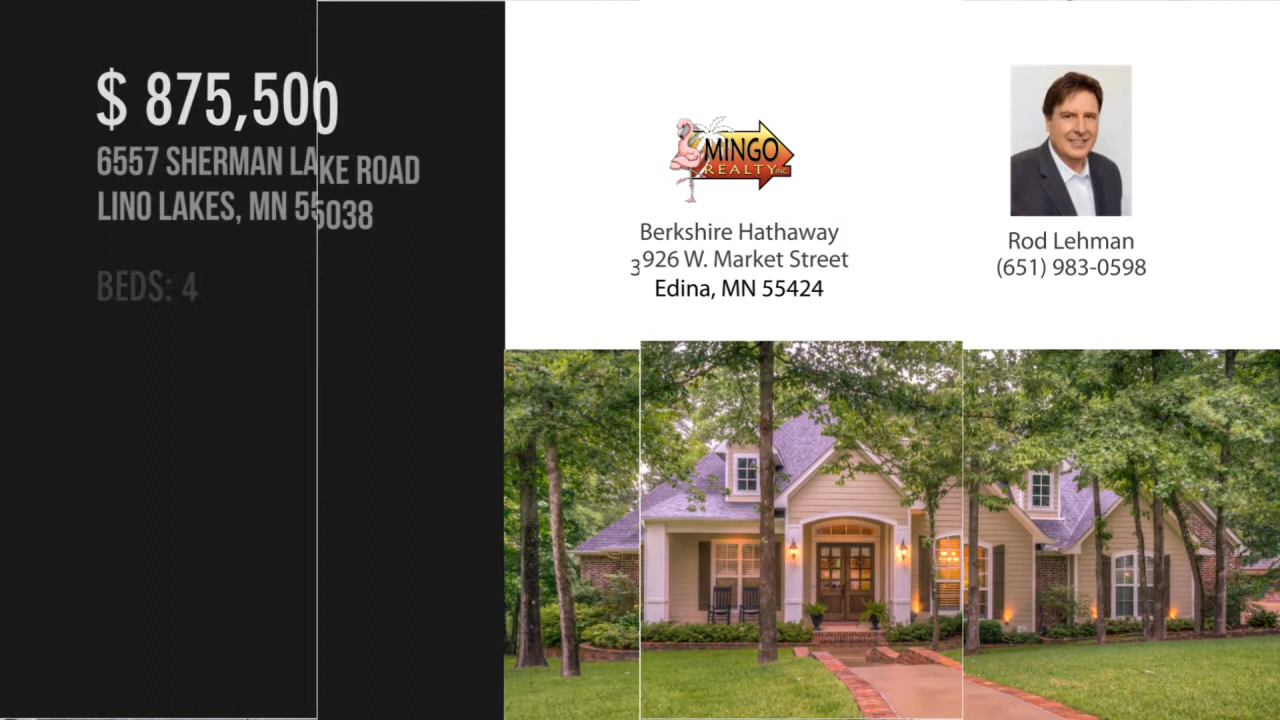 $ 875,500
6557 SHERMAN LAKE ROAD
LINO LAKES, MN 55038
BEDS: 4
MINGO
REALTY INC
Berkshire Hathaway
3926 W. Market Street
Edina, MN 55424
Rod Lehman
(651) 983-0598